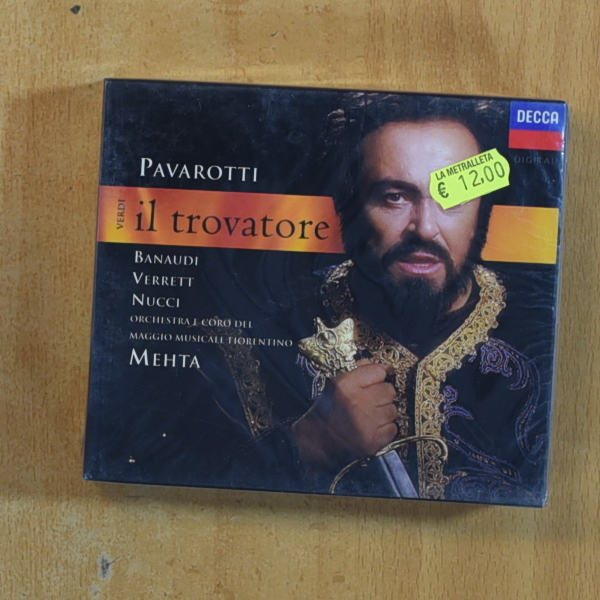 DECCA
DIGITAL
PAVAROTTI
LA METRALLETA
€ 12,00
VERDI
il trovatore
BANAUDI
VERRETT
NUCCI
ORCHESTRA E CORO DEL
MAGGIO MUSICALE FIORENTINO
MEHTA